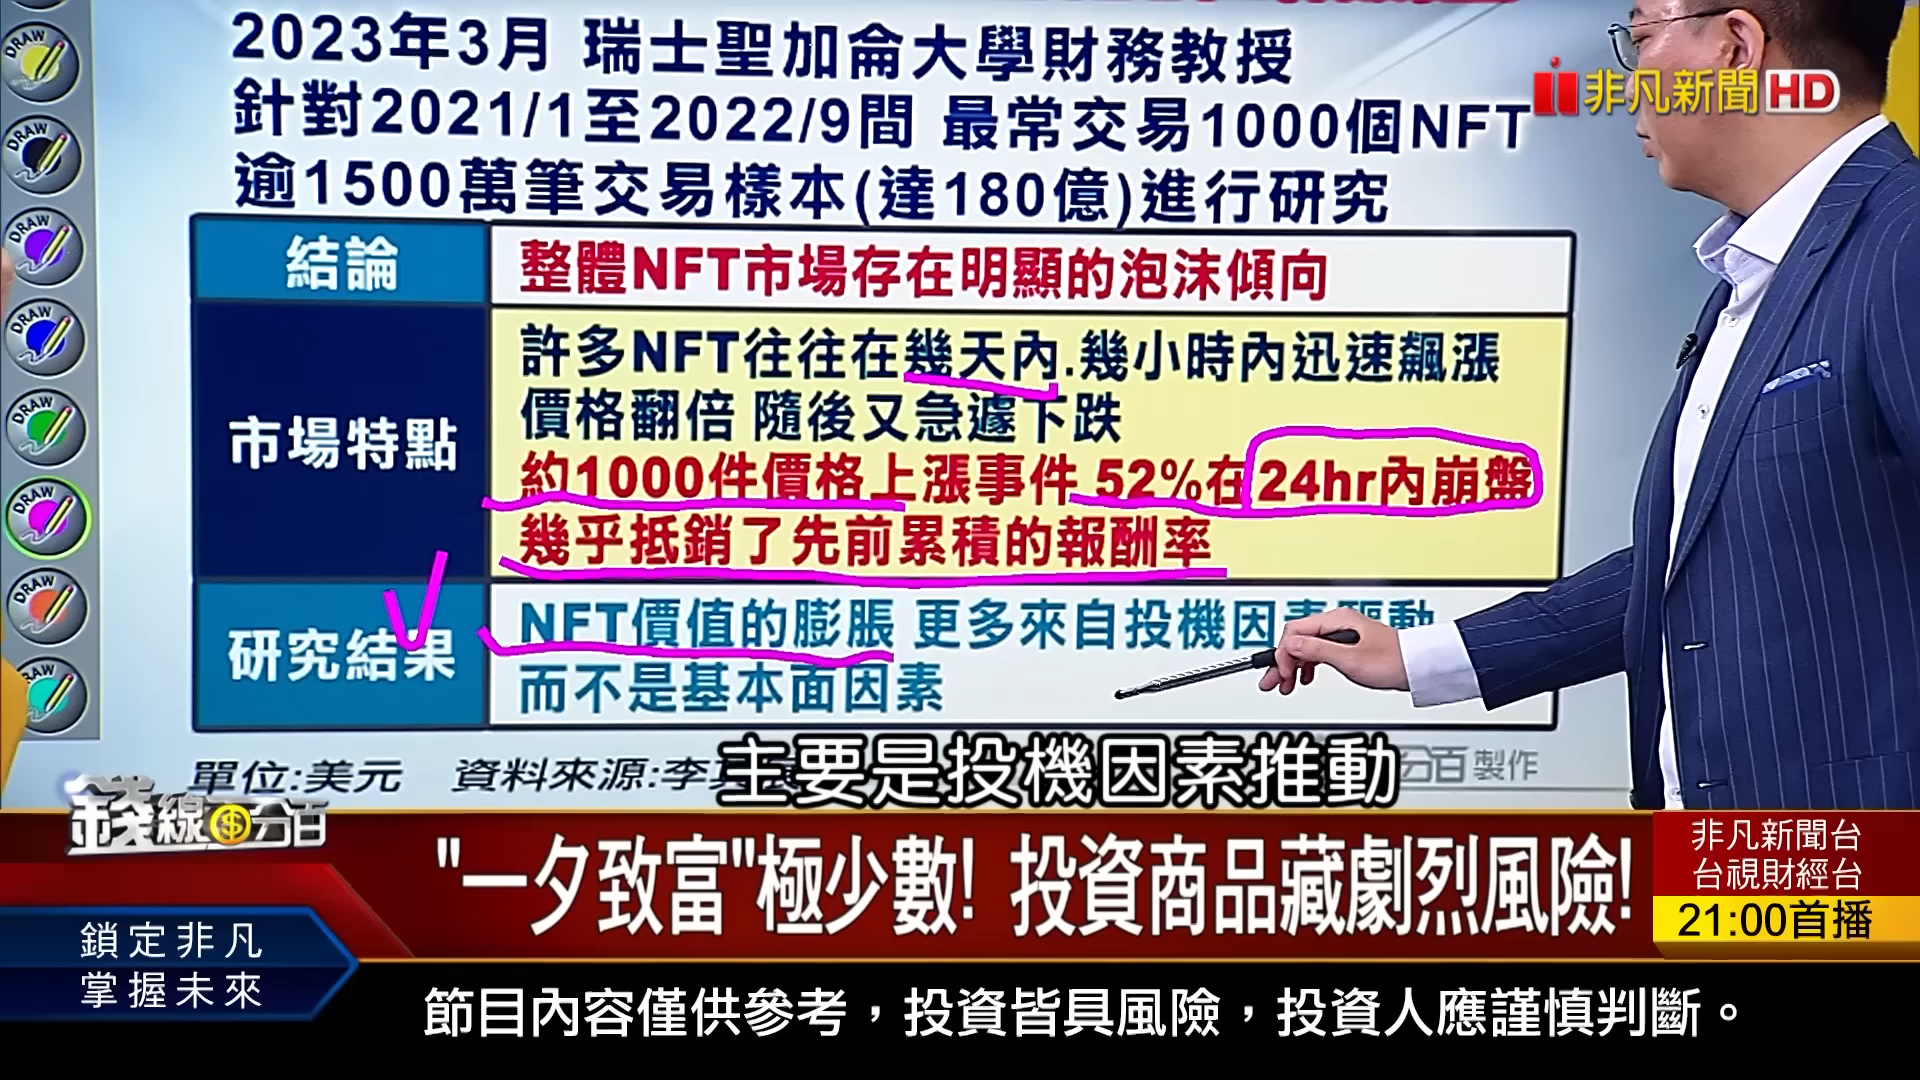 2023年3月 瑞士聖加侖大學財務教授
針對2021/1至2022/9間 最常交易1000個NFT
逾1500萬筆交易樣本(達180億)進行研究
非凡新聞HD
結論
整體NFT市場存在明顯的泡沫傾向
市場特點
許多NFT往往在幾天內.幾小時內迅速飆漲
價格翻倍 隨後又急遽下跌
約1000件價格上漲事件 52%在24hr內崩盤
幾乎抵銷了先前累積的報酬率
研究結果
NFT價值的膨脹 更多來自投機因素驅動
而不是基本面因素
單位:美元 資料來源:李
分百製作
主要是投機因素推動
錢線百分百
"一夕致富"極少數! 投資商品藏劇烈風險!
非凡新聞台
台視財經台
21:00首播
鎖定非凡
掌握未來
節目內容僅供參考，投資皆具風險，投資人應謹慎判斷。
DRAW
DRAW
DRAW
DRAW
DRAW
DRAW
DRAW